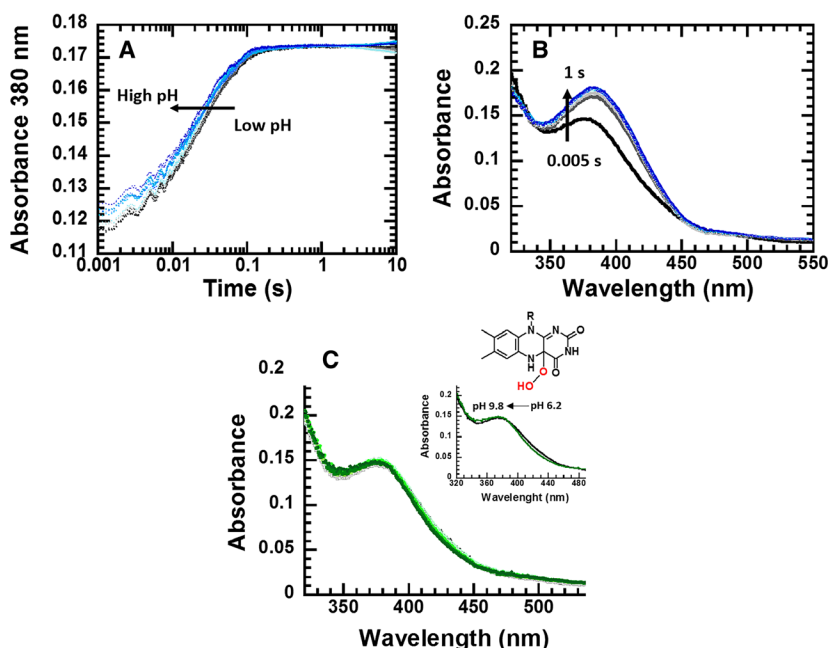 A
Absorbance 380 nm
0.18
0.17
0.16
0.15
0.14
0.13
0.12
0.11
High pH
Low pH
0.001
0.01
0.1
1
10
Time (s)
B
Absorbance
0.25
0.2
0.15
0.1
0.05
0
1 s
0.005 s
350
400
450
500
550
Wavelength (nm)
C
Absorbance
0.2
0.2
0.15
0.1
0.05
0
350
400
450
500
Wavelength (nm)
R
N
N
O
NH
N
H
O
O
HO
Absorbance
0.2
0.15
0.1
0.05
0
pH 9.8
pH 6.2
320
360
400
440
480
Wavelenght (nm)